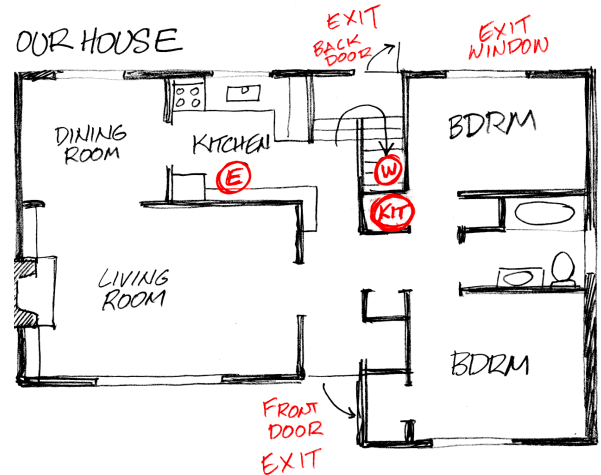 OUR HOUSE
EXIT
BACK
DOOR
EXIT
WINDOW
DINING
ROOM
KITCHEN
BDRM
E
W
KIT
LIVING
ROOM
BDRM
FRONT
DOOR
EXIT